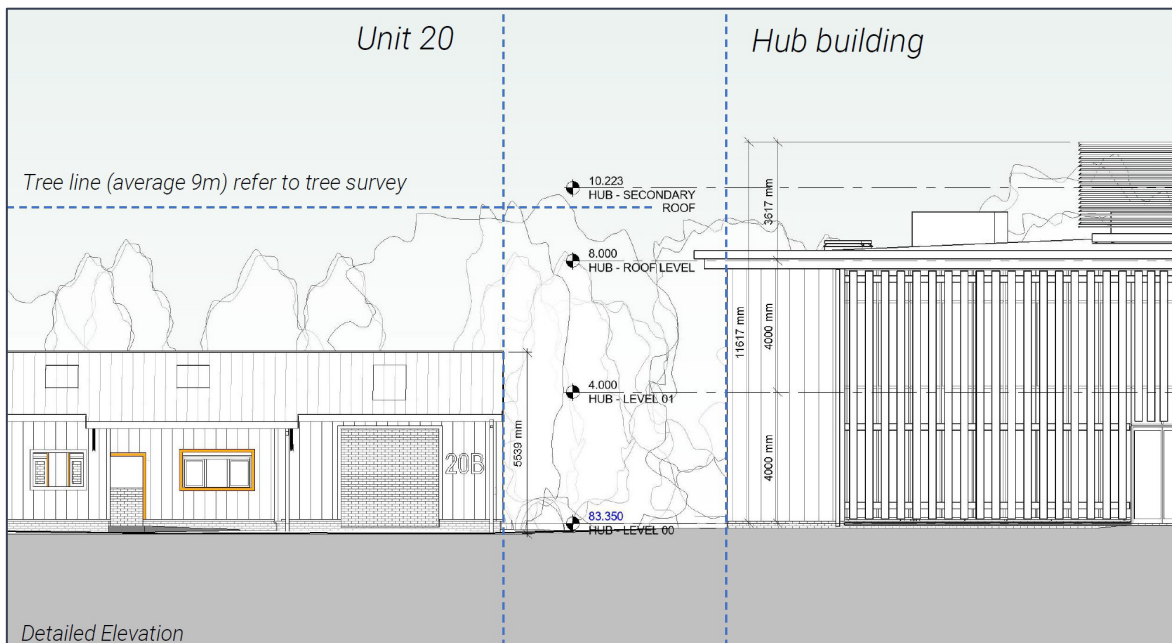 Unit 20
Hub building
Tree line (average 9m) refer to tree survey
10.223
HUB - SECONDARY
ROOF
3617 mm
8.000
HUB - ROOF LEVEL
11617 mm
4000 mm
4.000
HUB - LEVEL 01
5539 mm
20B
4000 mm
83.350
HUB - LEVEL 00
Detailed Elevation